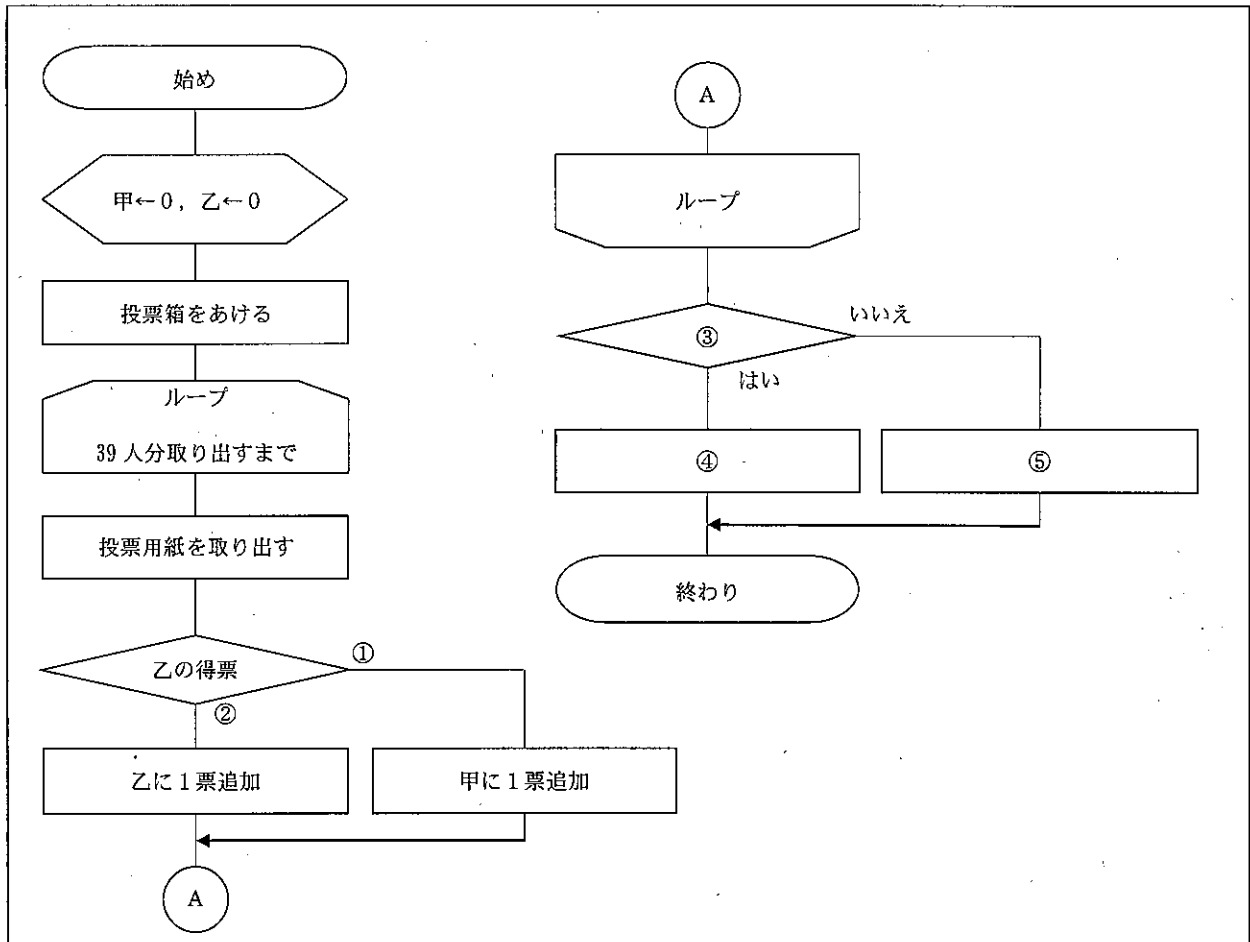 始め
甲←0，乙←0
投票箱をあける
ループ
39人分取り出すまで
投票用紙を取り出す
乙の得票
①
②
乙に1票追加
甲に1票追加
A
A
ループ
③
いいえ
はい
④
⑤
終わり